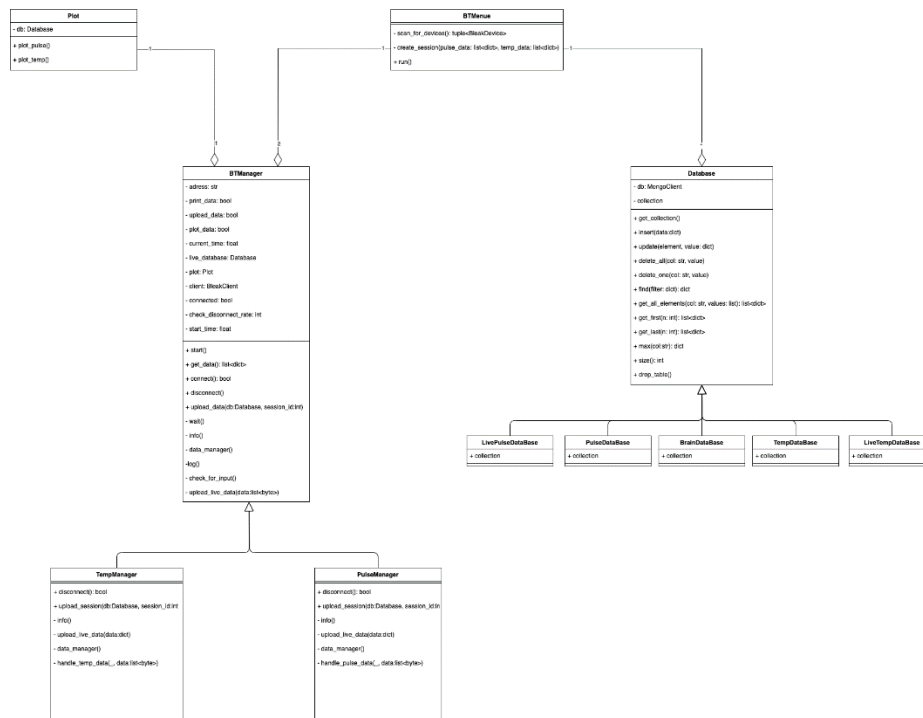 Plot
- db: Database
+ plot_pulse()
+ plot_temp()
BTMenue
- scan_for_devices(): tuple<BleakDevice>
- create_session(pulse_data: list<dict>, temp_data: list<dict>)
+ run()
1
1
1
1
2
*
BTManager
- adress: str
- print_data: bool
- upload_data: bool
- plot_data: bool
- current_time: float
- live_database: Database
- plot: Plot
- client: BleakClient
- connected: bool
- check_disconnect_rate: int
- start_time: float
+ start()
+ get_data(): list<dict>
+ connect(): bool
+ disconnect()
+ upload_data(db:Database, session_id:int)
- wait()
- info()
- data_manager()
-log()
- check_for_input()
- upload_live_data(data:list<byte>)
Database
- db: MongoClient
- collection
+ get_collection()
+ insert(data:dict)
+ update(element, value: dict)
+ delete_all(col: str, value)
+ delete_one(col: str, value)
+ find(filter: dict): dict
+ get_all_elements(col: str, values: list): list<dict>
+ get_first(n: int): list<dict>
+ get_last(n: int): list<dict>
+ max(col:str): dict
+ size(): int
+ drop_table()
LivePulseDataBase
+ collection
PulseDataBase
+ collection
BrainDataBase
+ collection
TempDataBase
+ collection
LiveTempDataBase
+ collection
TempManager
+ disconnect(): bool
+ upload_session(db:Database, session_id:int
- info()
- upload_live_data(data:dict)
- data_manager()
- handle_temp_data(_, data:list<byte>)
PulseManager
+ disconnect(): bool
+ upload_session(db:Database, session_id:in
- info()
- upload_live_data(data:dict)
- data_manager()
- handle_pulse_data(_, data:list<byte>)